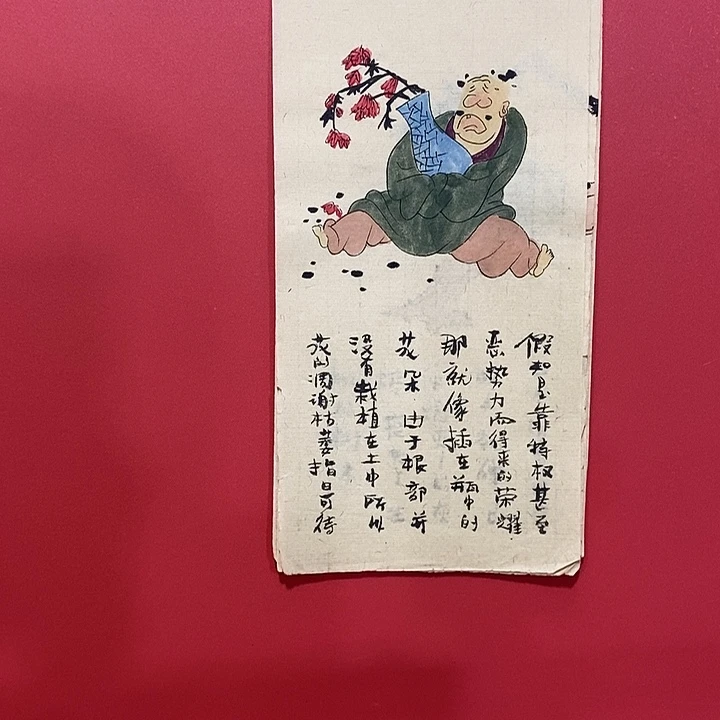 假如是靠特权甚至
恶势力而得来的荣耀
那就像插在瓶中的
花朵由于根部并
没有栽植在土中所以
花的凋谢枯萎指日可待